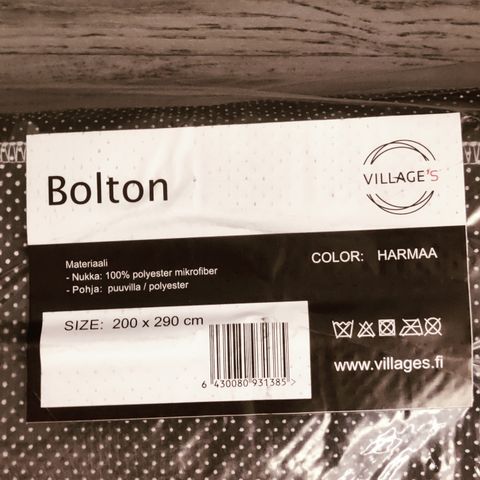 Bolton
VILLAGE'S
Materiaali
- Nukka: 100% polyester mikrofiber
- Pohja: puuvilla / polyester
COLOR: HARMAA
SIZE: 200 x 290 cm
6 430080 931385 >
www.villages.fi